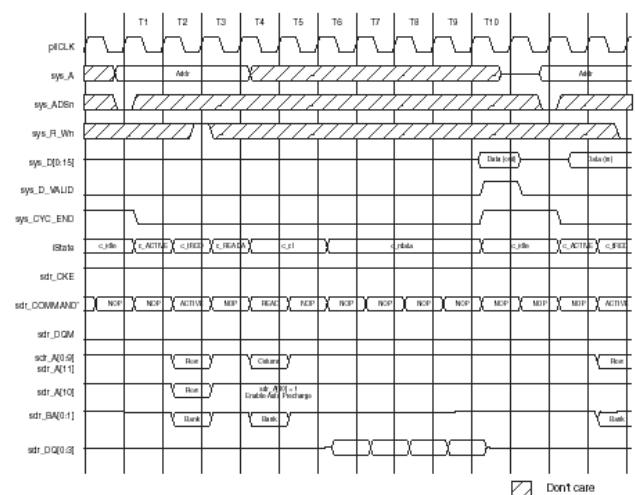 T1 T2 T3 T4 T5 T6 T7 T8 T9 T10
pllCLK
sys_A Addr Addr
sys_ADSn
sys_R_Wn
sys_D[0:15] Data (out) Data (in)
sys_D_VALID
sys_CYC_END
iState c_idle c_ACTIVE c_tRCD c_READA c_cl c_rdata c_idle c_ACTIVE c_tRCD
sdr_CKE
sdr_COMMAND* NOP NOP ACTIVE NOP READ NOP NOP NOP NOP NOP NOP NOP NOP ACTIVE
sdr_DQM
sdr_A[0:9]
sdr_A[11] Row Column Row
sdr_A[10] Row sdr_A[10] = 1
Enable Auto Precharge
sdr_BA[0:1] Bank Bank Bank
sdr_DQ[0:3]
Don't care